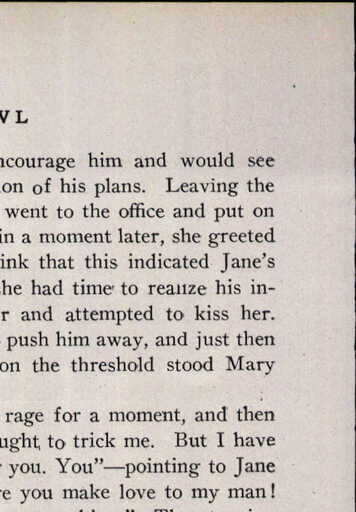 WL
ncourage him and would see
ion of his plans. Leaving the
went to the office and put on
in a moment later, she greeted
ink that this indicated Jane's
he had time to realize his in-
r and attempted to kiss her.
push him away, and just then
on the threshold stood Mary
rage for a moment, and then
ught to trick me. But I have
you. You"—pointing to Jane
re you make love to my man!